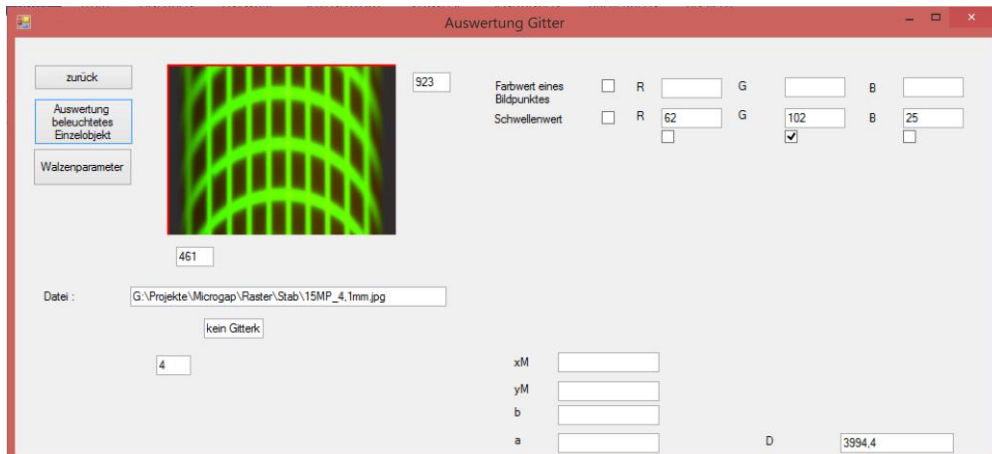 Auswertung Gitter
zurück
923
Farbwert eines
Bildpunktes
R
G
B
Auswertung
beleuchtetes
Einzelobjekt
Schwellenwert
R
62
G
102
B
25
Walzenparameter
461
Datei :
G:\Projekte\Microgap\Raster\Stab\15MP_4,1mm.jpg
kein Gitterk
4
xM
yM
b
a
D
3994,4